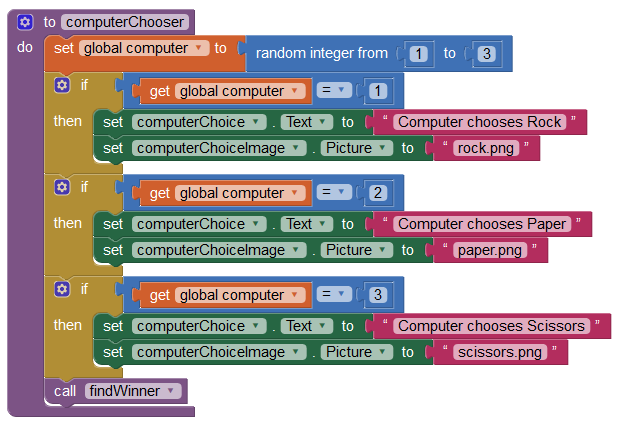 to computerChooser
do set global computer to random integer from 1 to 3
if get global computer = 1
then set computerChoice . Text to “ Computer chooses Rock ”
set computerChoiceImage . Picture to “ rock.png ”
if get global computer = 2
then set computerChoice . Text to “ Computer chooses Paper ”
set computerChoiceImage . Picture to “ paper.png ”
if get global computer = 3
then set computerChoice . Text to “ Computer chooses Scissors ”
set computerChoiceImage . Picture to “ scissors.png ”
call findWinner